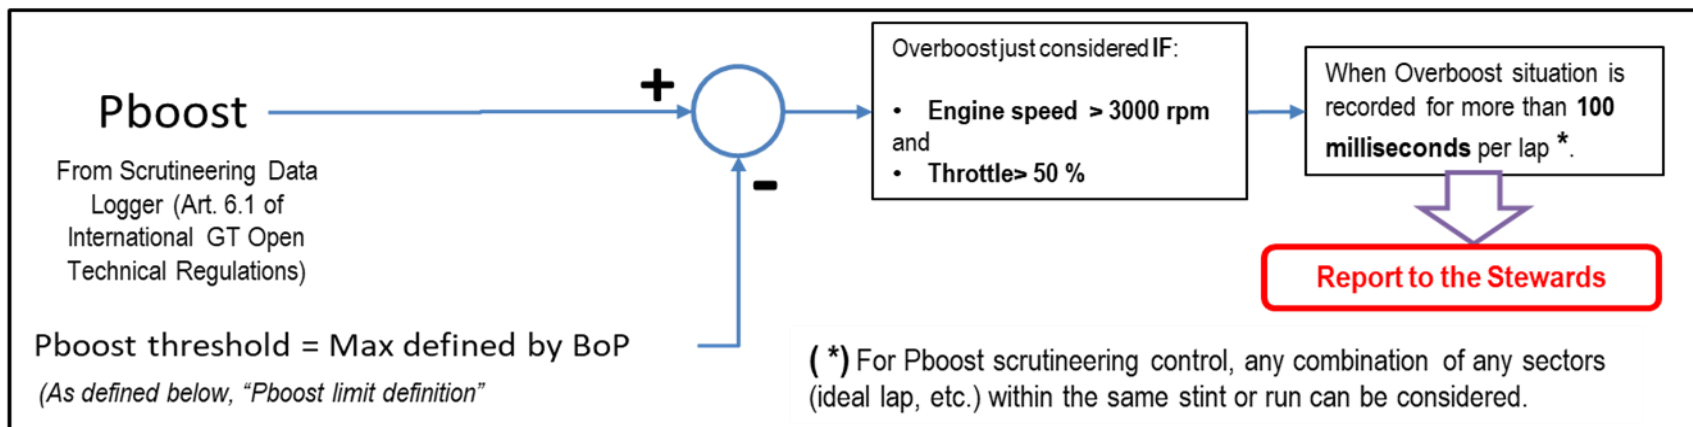 Pboost
From Scrutineering Data
Logger (Art. 6.1 of
International GT Open
Technical Regulations)
+
-
Pboost threshold = Max defined by BoP
(As defined below, “Pboost limit definition”
Overboost just considered IF:
• Engine speed > 3000 rpm
and
• Throttle> 50 %
When Overboost situation is
recorded for more than 100
milliseconds per lap *.
Report to the Stewards
( *) For Pboost scrutineering control, any combination of any sectors
(ideal lap, etc.) within the same stint or run can be considered.